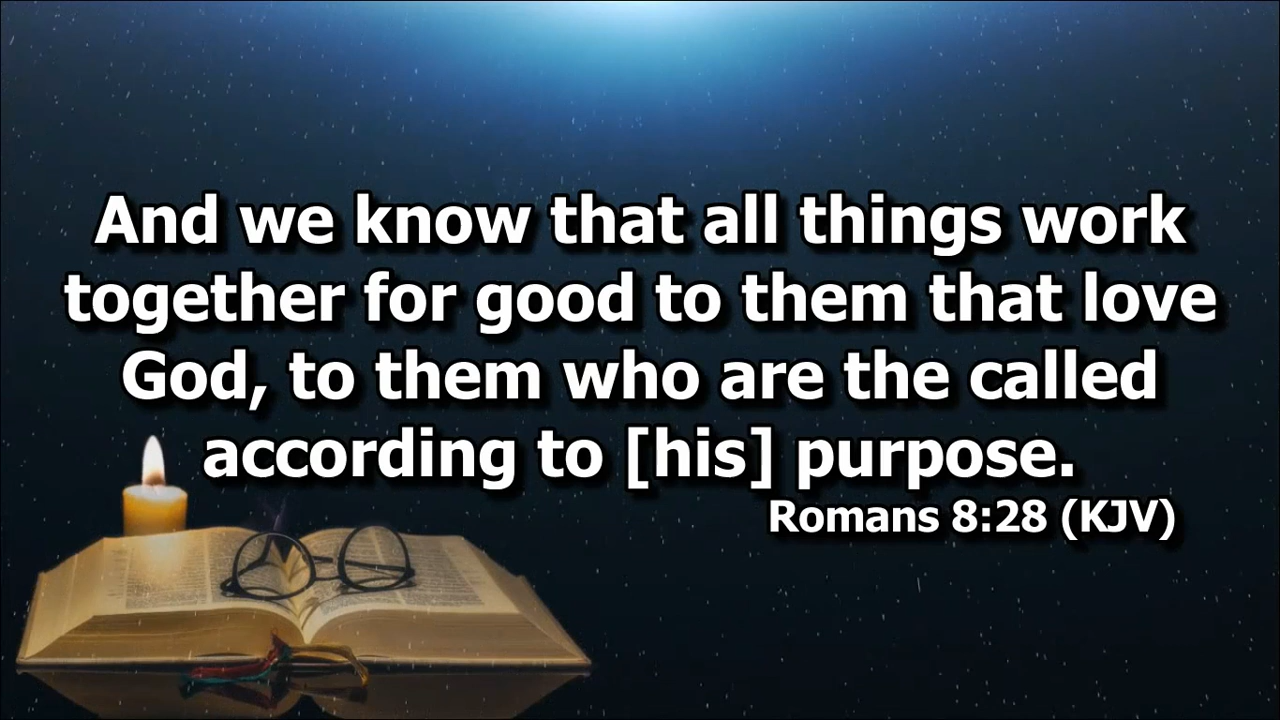 And we know that all things work
together for good to them that love
God, to them who are the called
according to [his] purpose.
Romans 8:28 (KJV)